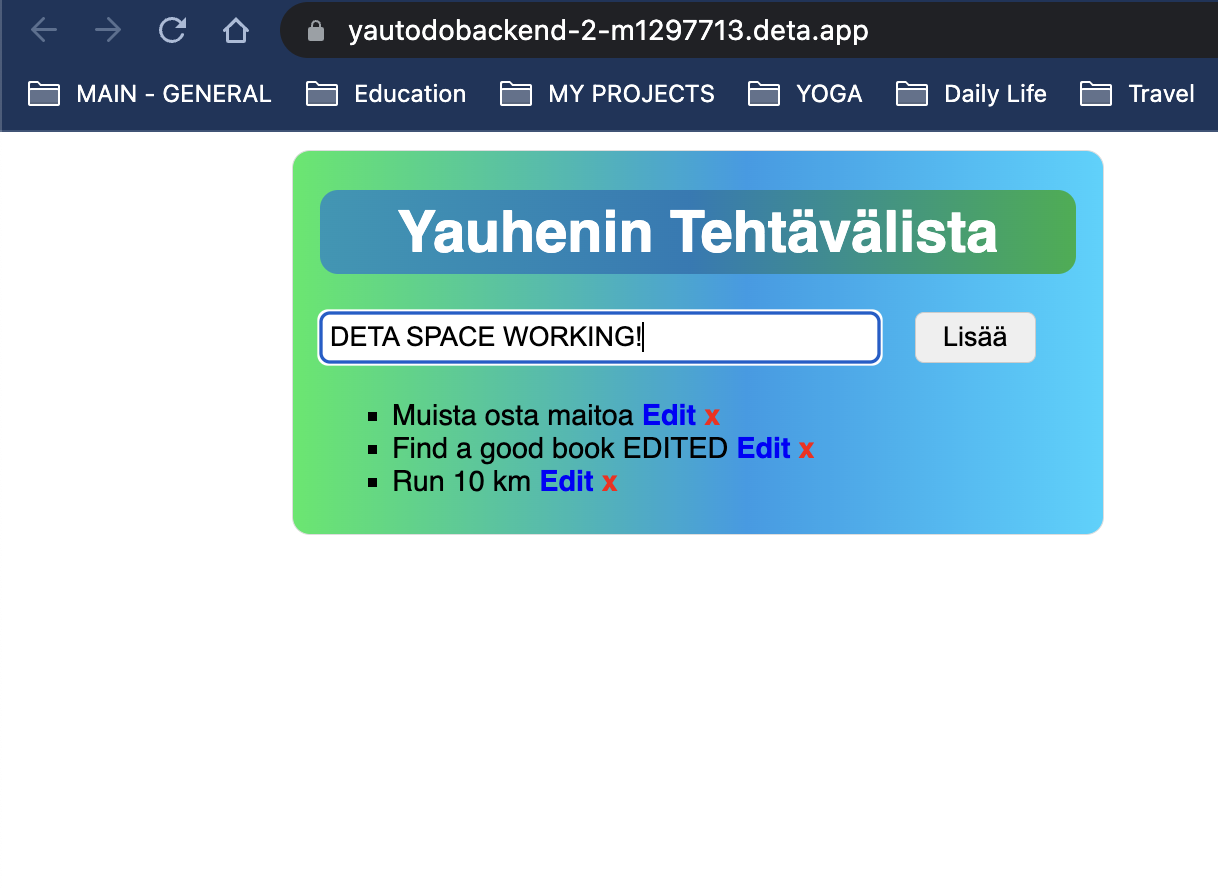 yautodobackend-2-m1297713.deta.app
MAIN - GENERAL Education MY PROJECTS YOGA Daily Life Travel
Yauhenin Tehtävälista
DETA SPACE WORKING! Lisää
Muista osta maitoa Edit x
Find a good book EDITED Edit x
Run 10 km Edit x